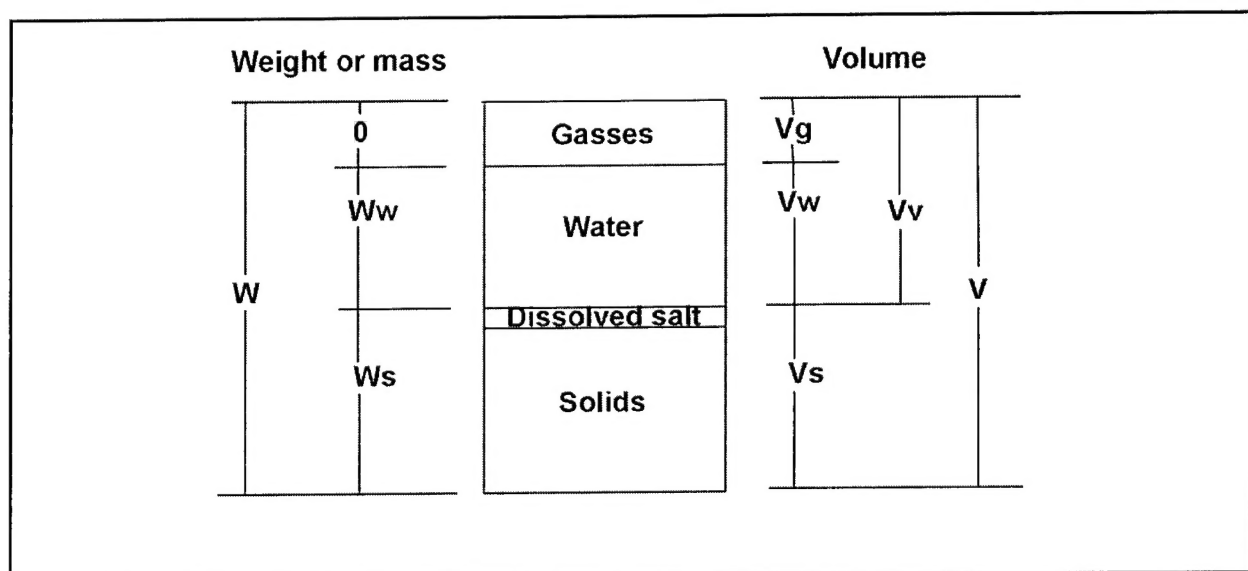 Weight or mass
Volume
0
Gasses
Vg
Ww
Water
Vw
Vv
W
V
Dissolved salt
Ws
Solids
Vs